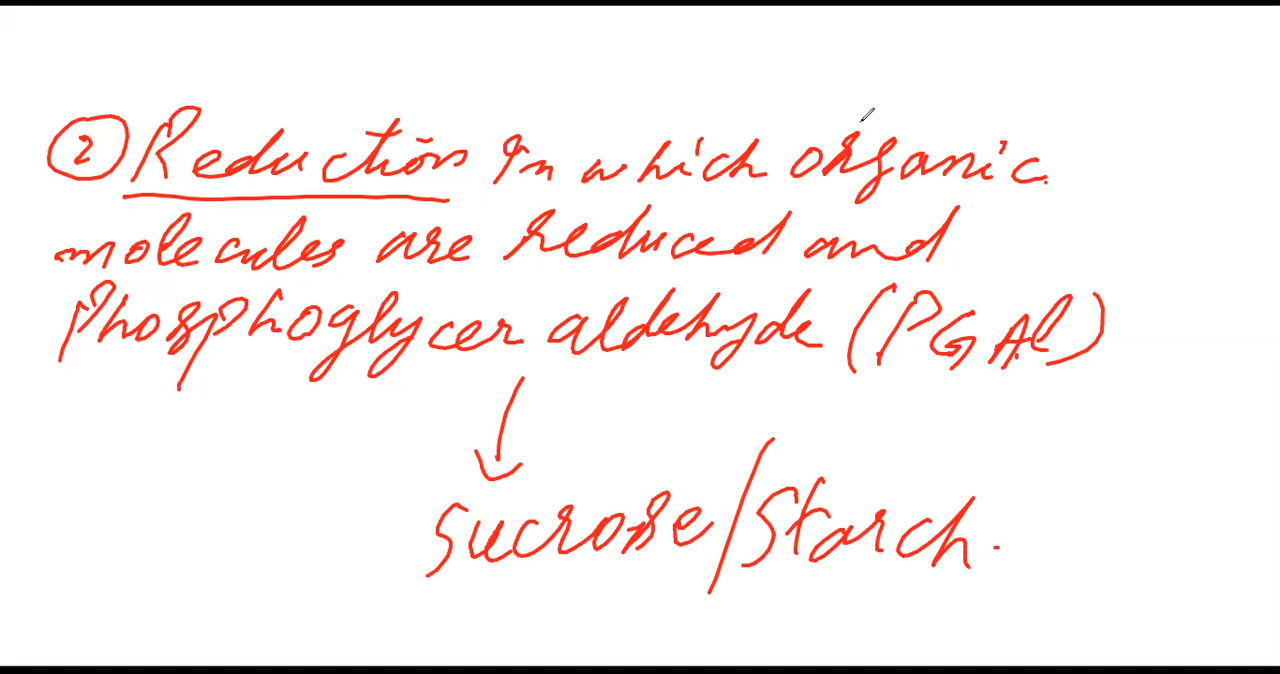 ② Reduction In which organic
molecules are reduced and
Phosphoglycer aldehyde (PGAl)
↓
Sucrose/Starch.